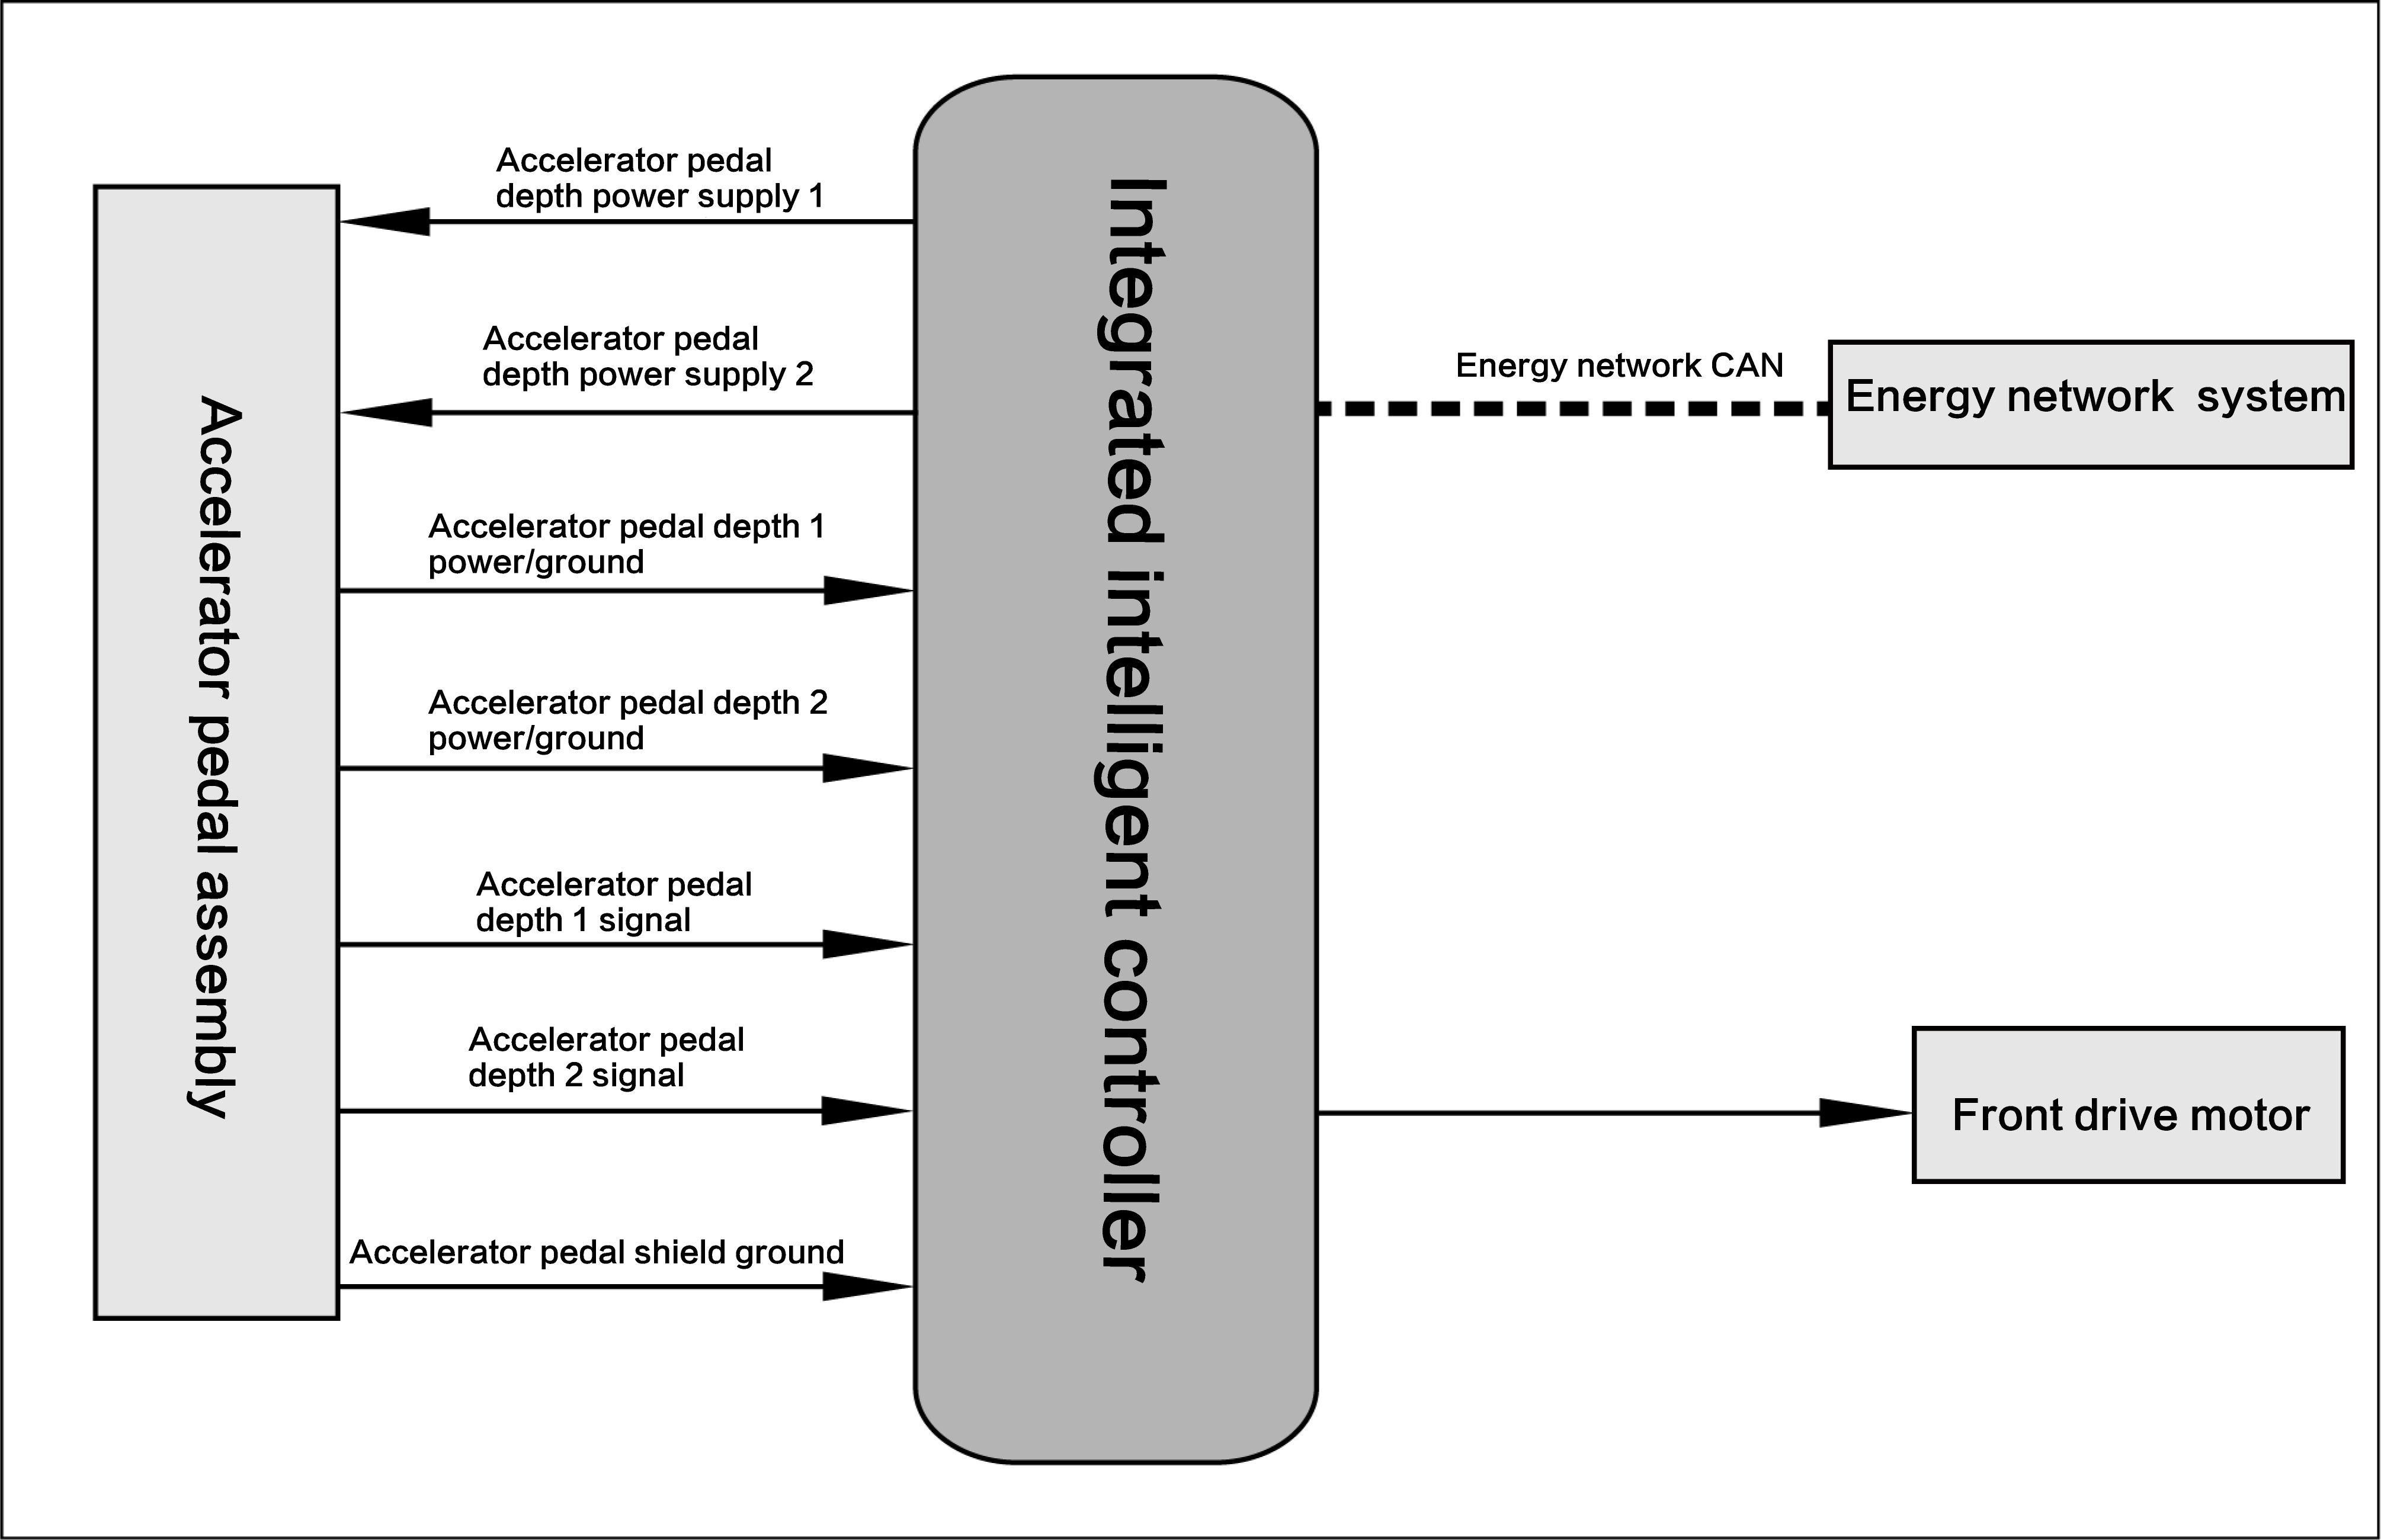 Accelerator pedal assembly
Accelerator pedal
depth power supply 1
Accelerator pedal
depth power supply 2
Accelerator pedal depth 1
power/ground
Accelerator pedal depth 2
power/ground
Accelerator pedal
depth 1 signal
Accelerator pedal
depth 2 signal
Accelerator pedal shield ground
Integrated intelligent controller
Energy network CAN
Energy network system
Front drive motor